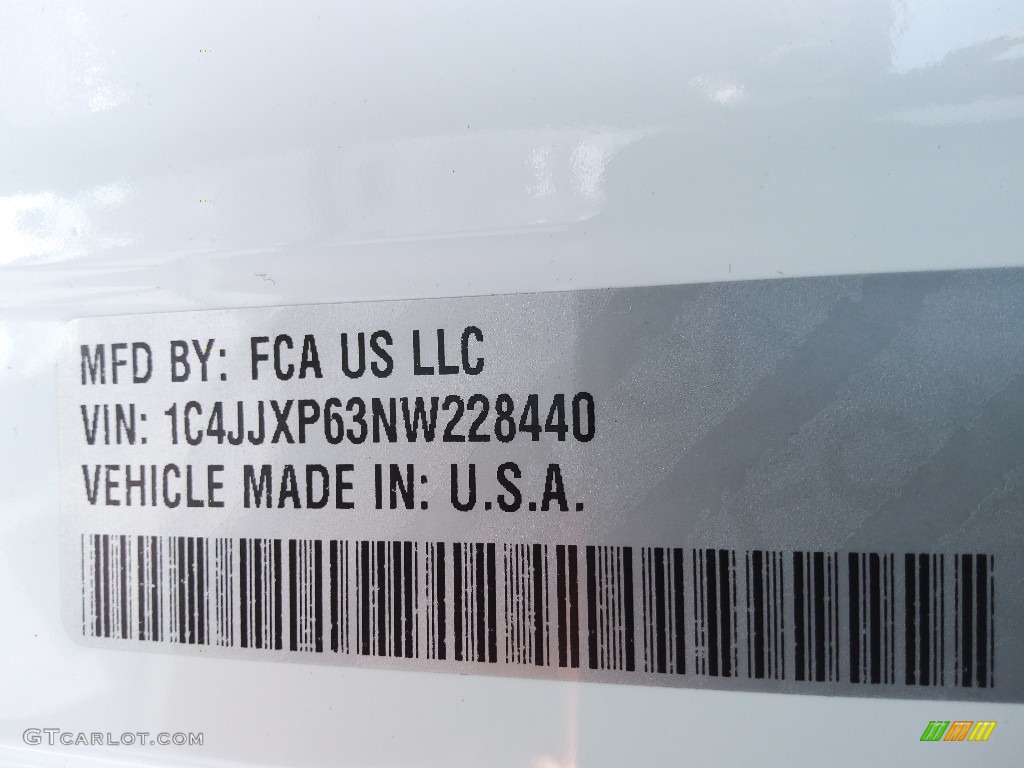 MFD BY: FCA US LLC
VIN: 1C4JJXP63NW228440
VEHICLE MADE IN: U.S.A.
GTCARLOT.COM